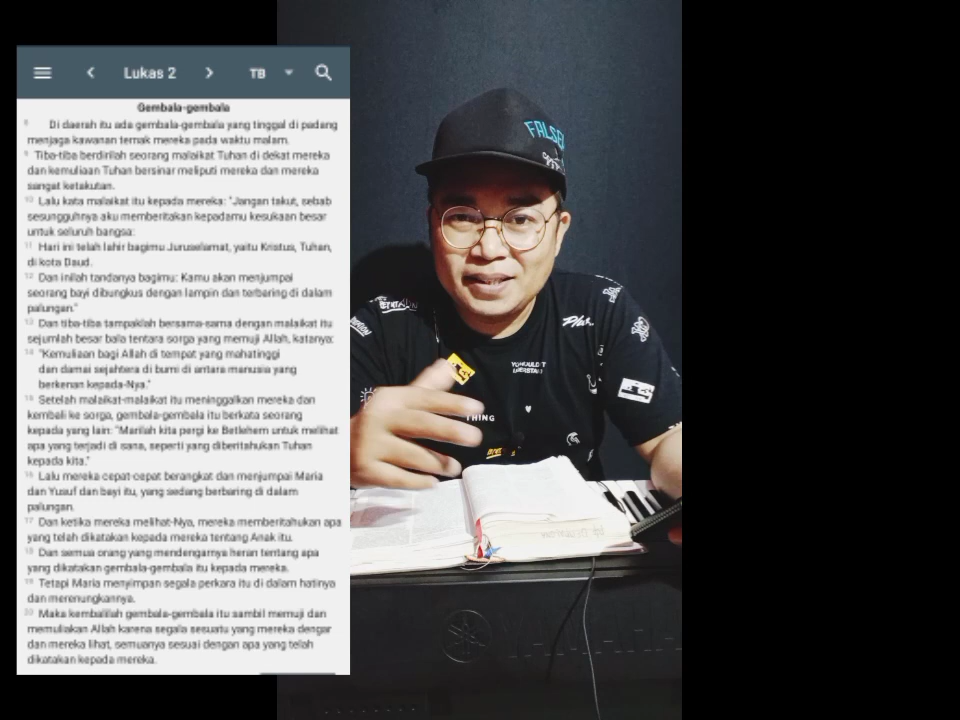 Lukas 2
TB
Gembala-gembala
8 Di daerah itu ada gembala-gembala yang tinggal di padang
menjaga kawanan ternak mereka pada waktu malam.
9 Tiba-tiba berdirilah seorang malaikat Tuhan di dekat mereka
dan kemuliaan Tuhan bersinar meliputi mereka dan mereka
sangat ketakutan.
10 Lalu kata malaikat itu kepada mereka: "Jangan takut, sebab
sesungguhnya aku memberitakan kepadamu kesukaan besar
untuk seluruh bangsa:
11 Hari ini telah lahir bagimu Juruselamat, yaitu Kristus, Tuhan,
di kota Daud.
12 Dan inilah tandanya bagimu: Kamu akan menjumpai
seorang bayi dibungkus dengan lampin dan terbaring di dalam
palungan."
13 Dan tiba-tiba tampaklah bersama-sama dengan malaikat itu
sejumlah besar bala tentara sorga yang memuji Allah, katanya:
14 "Kemuliaan bagi Allah di tempat yang mahatinggi
dan damai sejahtera di bumi di antara manusia yang
berkenan kepada-Nya."
15 Setelah malaikat-malaikat itu meninggalkan mereka dan
kembali ke sorga, gembala-gembala itu berkata seorang
kepada yang lain: "Marilah kita pergi ke Betlehem untuk melihat
apa yang terjadi di sana, seperti yang diberitahukan Tuhan
kepada kita."
16 Lalu mereka cepat-cepat berangkat dan menjumpai Maria
dan Yusuf dan bayi itu, yang sedang berbaring di dalam
palungan.
17 Dan ketika mereka melihat-Nya, mereka memberitahukan apa
yang telah dikatakan kepada mereka tentang Anak itu.
18 Dan semua orang yang mendengarnya heran tentang apa
yang dikatakan gembala-gembala itu kepada mereka.
19 Tetapi Maria menyimpan segala perkara itu di dalam hatinya
dan merenungkannya.
20 Maka kembalilah gembala-gembala itu sambil memuji dan
memuliakan Allah karena segala sesuatu yang mereka dengar
dan mereka lihat, semuanya sesuai dengan apa yang telah
dikatakan kepada mereka.
THING